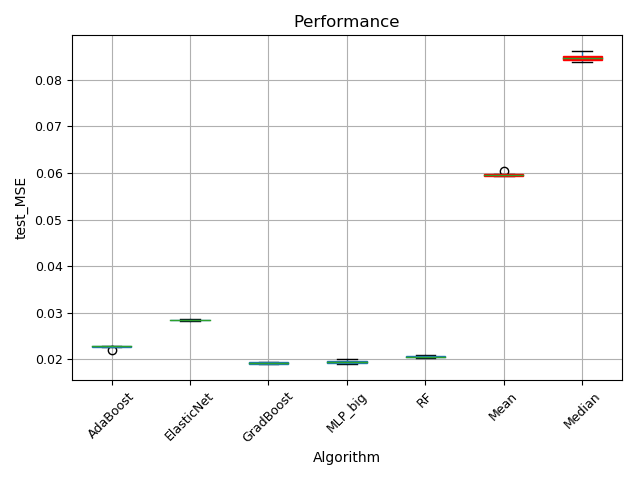 Performance
test_MSE
0.08
0.07
0.06
0.05
0.04
0.03
0.02
AdaBoost
ElasticNet
GradBoost
MLP_big
RF
Mean
Median
Algorithm